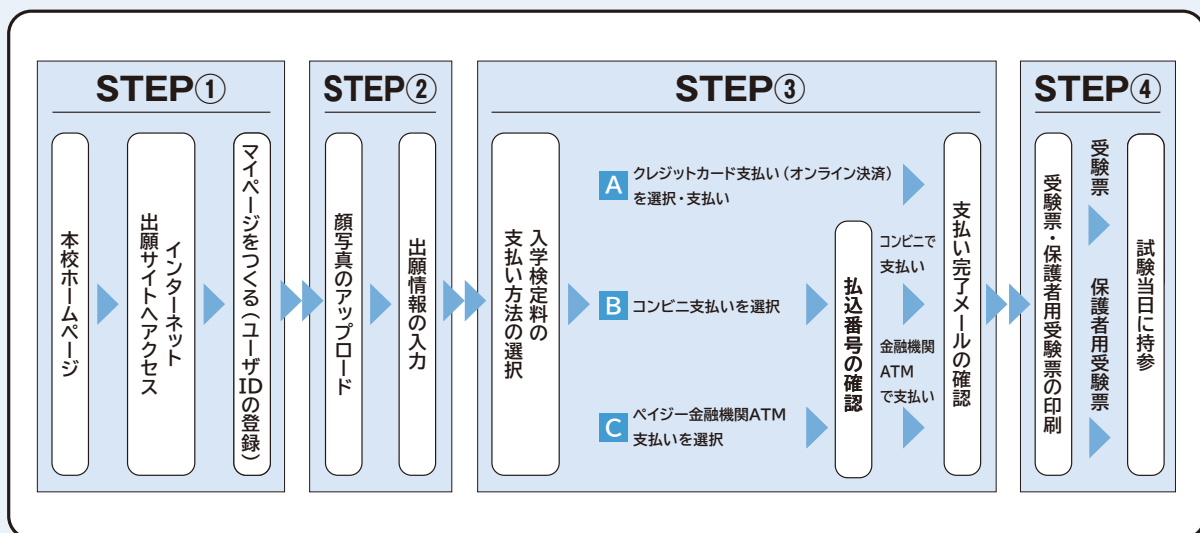 STEP①
本校ホームページ
インターネット
出願サイトへアクセス
マイページをつくる（ユーザIDの登録）
STEP②
顔写真のアップロード
出願情報の入力
STEP③
入学検定料の
支払い方法の選択
A クレジットカード支払い（オンライン決済）
を選択・支払い
B コンビニ支払いを選択
C ペイジー金融機関ATM
支払いを選択
払込番号の確認
コンビニで
支払い
金融機関
ATM
で支払い
支払い完了メールの確認
STEP④
受験票・保護者用受験票の印刷
受験票
保護者用受験票
試験当日に持参